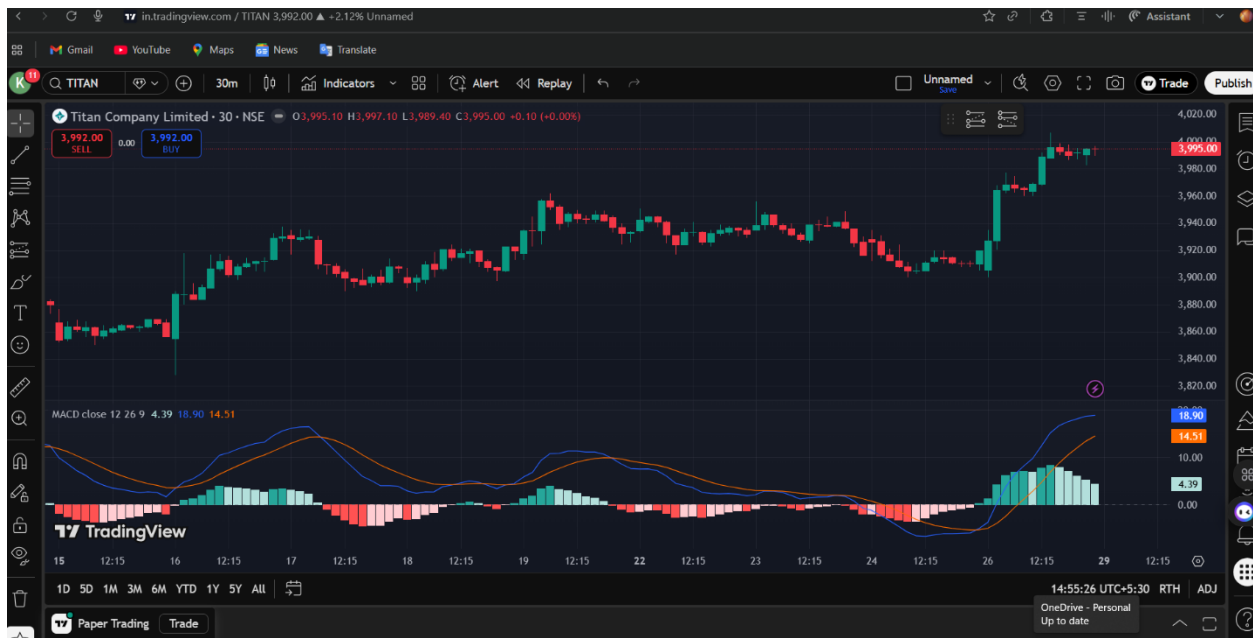 in.tradingview.com / TITAN 3,992.00 ▲ +2.12% Unnamed
Assistant
Gmail YouTube Maps News Translate
K 11 TITAN 30m Indicators Alert Replay Unnamed Save Trade Publish
Titan Company Limited · 30 · NSE O3,995.10 H3,997.10 L3,989.40 C3,995.00 +0.10 (+0.00%)
3,992.00 SELL 0.00 3,992.00 BUY
4,020.00
4,000.00
3,995.00
3,980.00
3,960.00
3,940.00
3,920.00
3,900.00
3,880.00
3,860.00
3,840.00
3,820.00
MACD close 12 26 9 4.39 18.90 14.51
20.00
18.90
14.51
10.00
4.39
0.00
TradingView
15 12:15 16 12:15 17 12:15 18 12:15 19 12:15 22 12:15 23 12:15 24 12:15 26 12:15 29 12:15
1D 5D 1M 3M 6M YTD 1Y 5Y All 14:55:26 UTC+5:30 RTH ADJ
OneDrive - Personal
Up to date
Paper Trading Trade